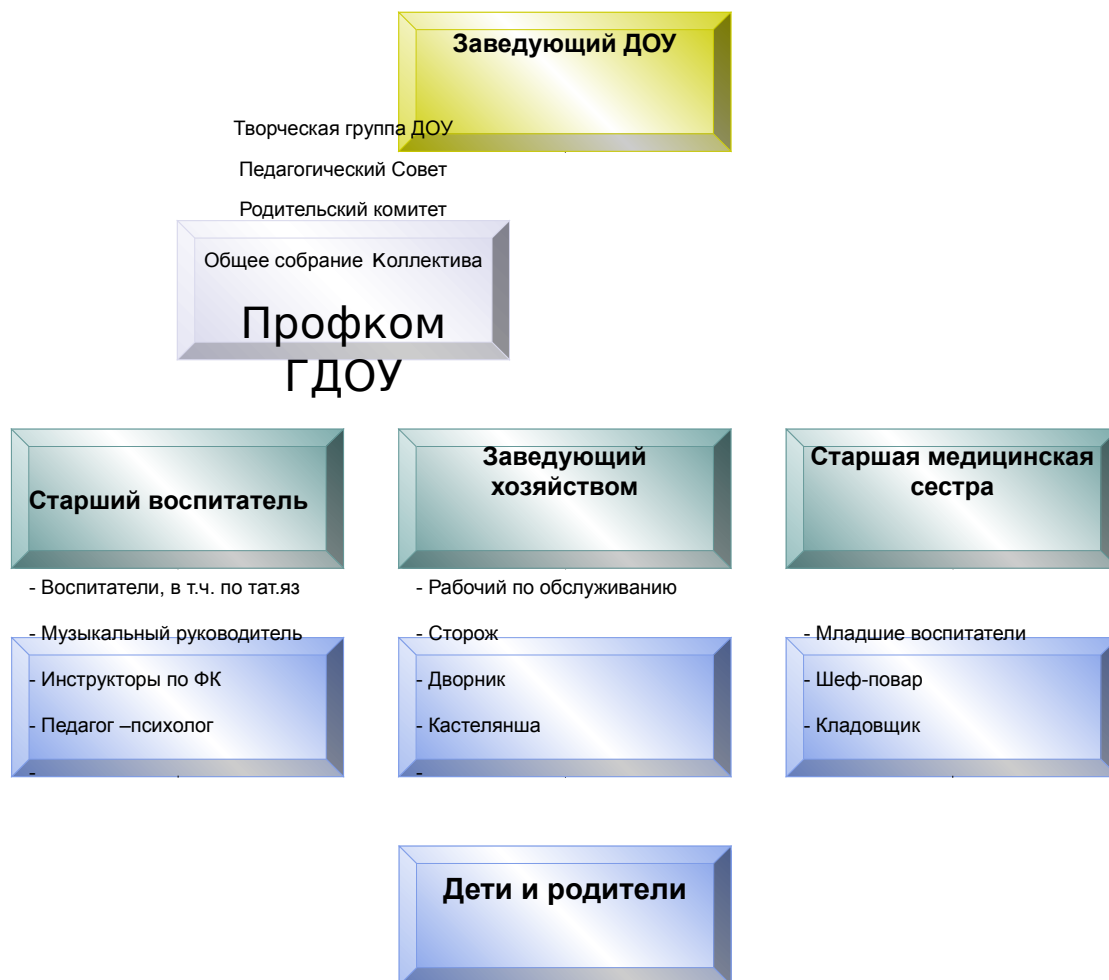 Заведующий ДОУ
Творческая группа ДОУ
Педагогический Совет
Родительский комитет
Общее собрание Коллектива
Профком
ГДОУ
Старший воспитатель
Заведующий
хозяйством
Старшая медицинская
сестра
- Воспитатели, в т.ч. по тат.яз
- Музыкальный руководитель
- Инструкторы по ФК
- Педагог –психолог
-
- Рабочий по обслуживанию
- Сторож
- Дворник
- Кастелянша
-
- Младшие воспитатели
- Шеф-повар
- Кладовщик
Дети и родители